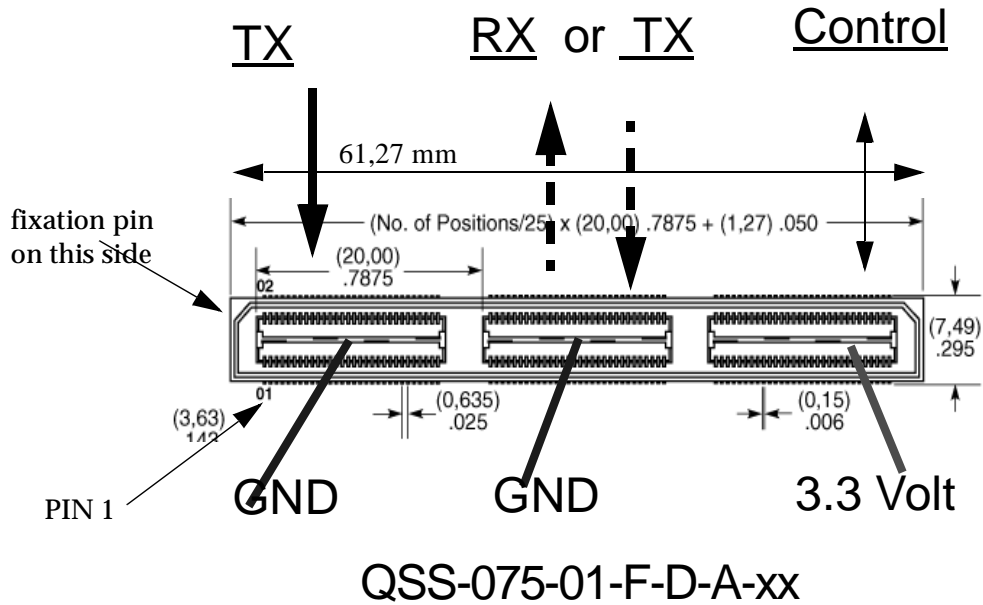 TX
RX or TX
Control
61,27 mm
fixation pin
on this side
(No. of Positions/25) x (20,00) .7875 + (1,27) .050
(20,00)
.7875
02
(7,49)
.295
01
(3,63)
.143
(0,635)
.025
(0,15)
.006
PIN 1
GND
GND
3.3 Volt
QSS-075-01-F-D-A-xx